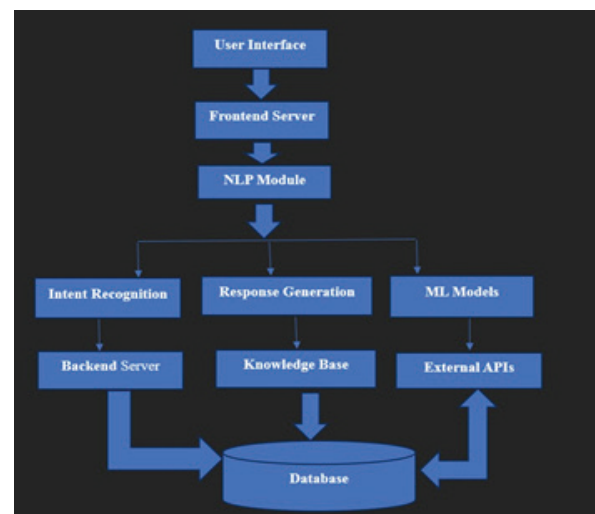 User Interface
Frontend Server
NLP Module
Intent Recognition
Response Generation
ML Models
Backend Server
Knowledge Base
External APIs
Database